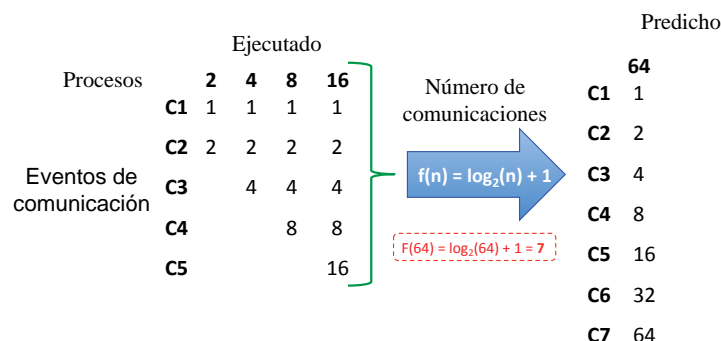 Predicho
Ejecutado
Procesos 2 4 8 16
64
Número de
comunicaciones
C1 1 1 1 1
C1 1
C2 2 2 2 2
C2 2
Eventos de
comunicación
C3 4 4 4
f(n) = log₂(n) + 1
C3 4
C4 8 8
F(64) = log₂(64) + 1 = 7
C4 8
C5 16
C5 16
C6 32
C7 64